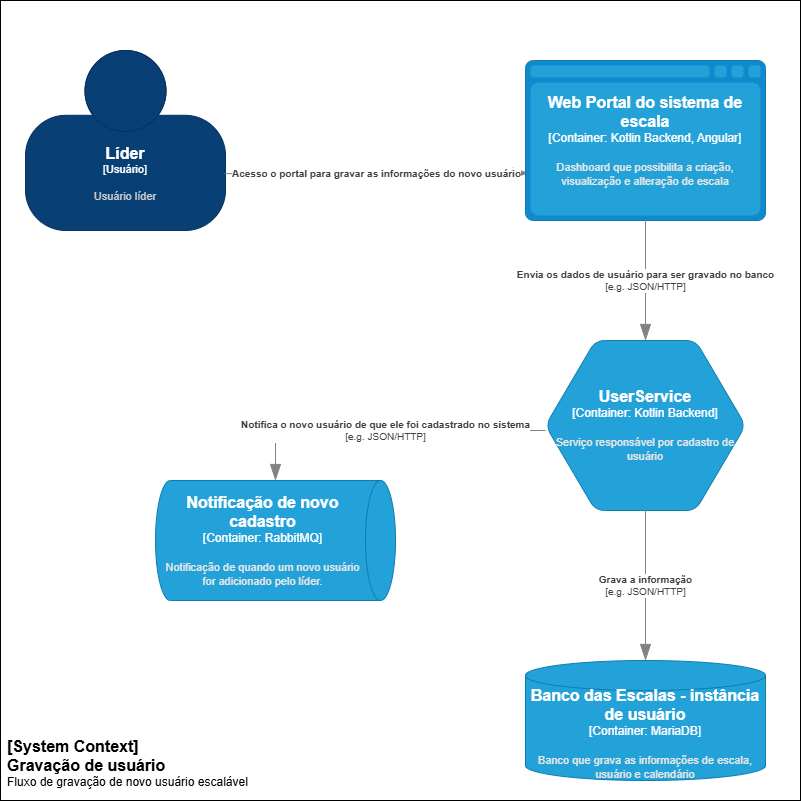 Líder
[Usuário]
Usuário líder
Acesso o portal para gravar as informações do novo usuário
Web Portal do sistema de
escala
[Container: Kotlin Backend, Angular]
Dashboard que possibilita a criação,
visualização e alteração de escala
Envia os dados de usuário para ser gravado no banco
[e.g. JSON/HTTP]
UserService
[Container: Kotlin Backend]
Serviço responsável por cadastro de
usuário
Notifica o novo usuário de que ele foi cadastrado no sistema
[e.g. JSON/HTTP]
Notificação de novo
cadastro
[Container: RabbitMQ]
Notificação de quando um novo usuário
for adicionado pelo líder.
Grava a informação
[e.g. JSON/HTTP]
Banco das Escalas - instância
de usuário
[Container: MariaDB]
Banco que grava as informações de escala,
usuário e calendário
[System Context]
Gravação de usuário
Fluxo de gravação de novo usuário escalável